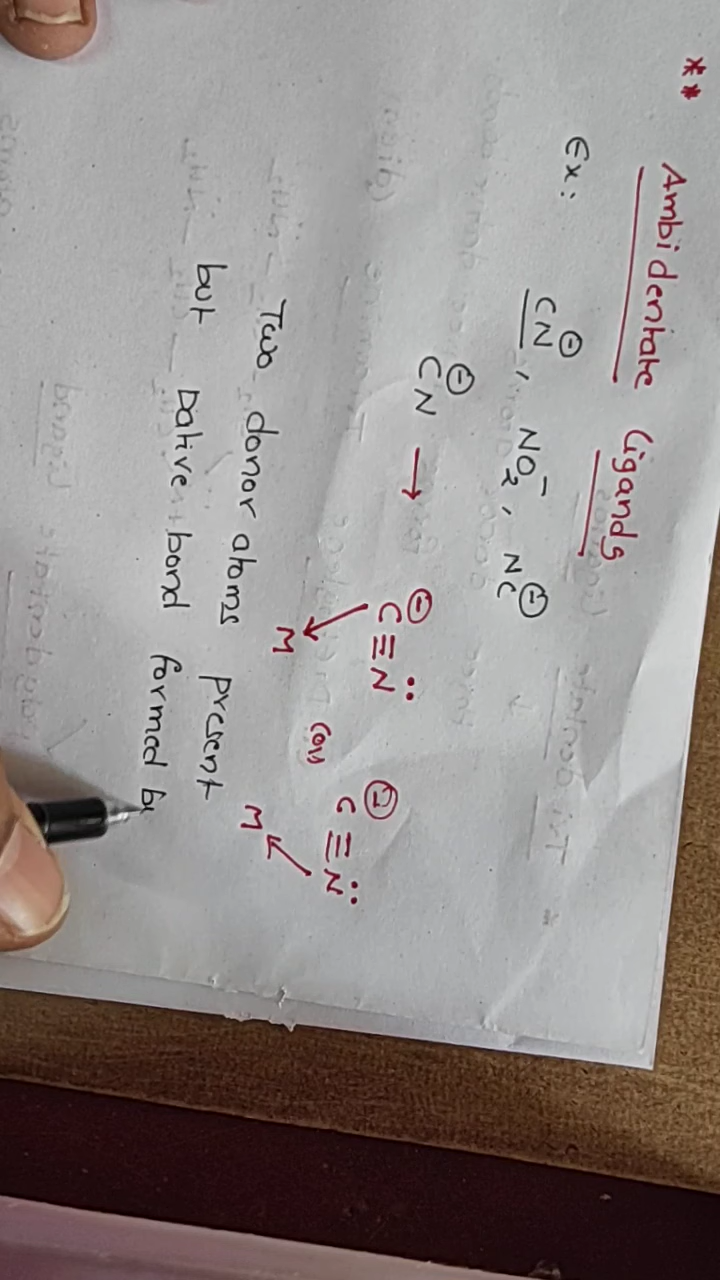 ** Ambidentate Ligands
Ex: CN⊖, NO₂⁻, NC⊖
⊖CN → ⊖C≡N: (or) ⊖C≡N:
M M
Two donor atoms present
but Dative bond formed